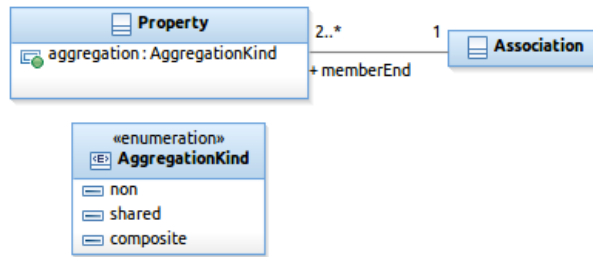 Property
aggregation : AggregationKind
2..*
1
+ memberEnd
Association
«enumeration»
<E> AggregationKind
non
shared
composite